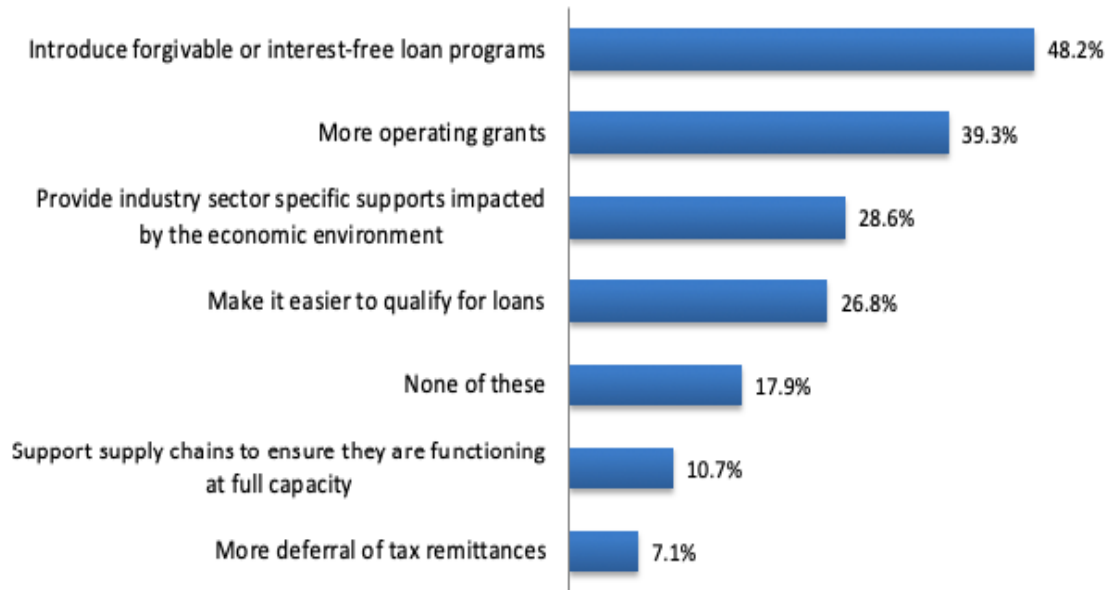 Introduce forgivable or interest-free loan programs 48.2%
More operating grants 39.3%
Provide industry sector specific supports impacted
by the economic environment 28.6%
Make it easier to qualify for loans 26.8%
None of these 17.9%
Support supply chains to ensure they are functioning
at full capacity 10.7%
More deferral of tax remittances 7.1%